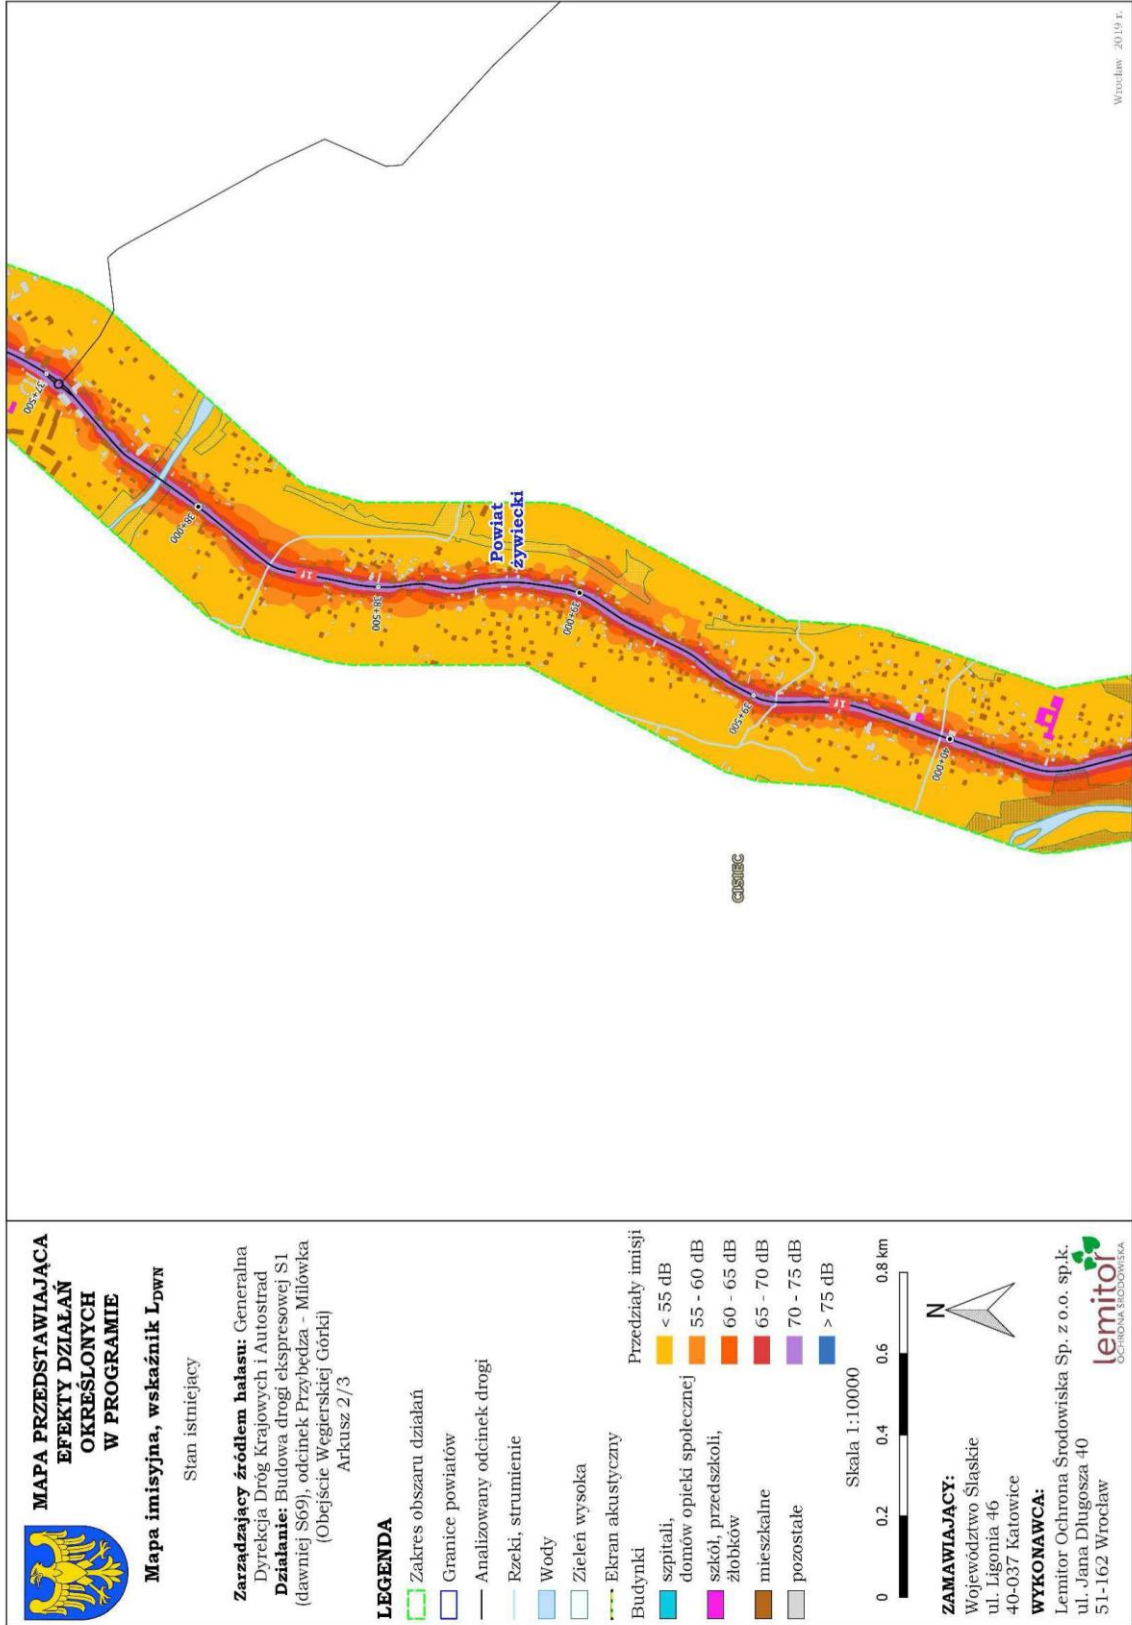 MAPA PRZEDSTAWIAJĄCA
EFEKTY DZIAŁAŃ
OKREŚLONYCH
W PROGRAMIE
Mapa imisyjna, wskaźnik LDWN
Stan istniejący
Zarządzający źródłem hałasu: Generalna
Dyrekcja Dróg Krajowych i Autostrad
Działanie: Budowa drogi ekspresowej S1
(dawniej S69), odcinek Przybędza - Milówka
(Obejście Węgierskiej Górki)
Arkusz 2/3
LEGENDA
Zakres obszaru działań
Granice powiatów
Analizowany odcinek drogi
Rzeki, strumienie
Wody
Zieleń wysoka
Ekran akustyczny
Budynki
szpitali,
domów opieki społecznej
szkół, przedszkoli,
żłobków
mieszkalne
pozostałe
Przedziały imisji
< 55 dB
55 - 60 dB
60 - 65 dB
65 - 70 dB
70 - 75 dB
> 75 dB
Skala 1:10000
0
0.2
0.4
0.6
0.8 km
N
ZAMAWIAJĄCY:
Województwo Śląskie
ul. Ligonia 46
40-037 Katowice
WYKONAWCA:
Lemitor Ochrona Środowiska Sp. z o.o. sp.k.
ul. Jana Długosza 40
51-162 Wrocław
lemitor
OCHRONA ŚRODOWISKA
37+500
38+000
1f
38+500
Powiat
żywiecki
39+000
39+500
1f
40+000
CISIEC
Wrocław 2019 r.